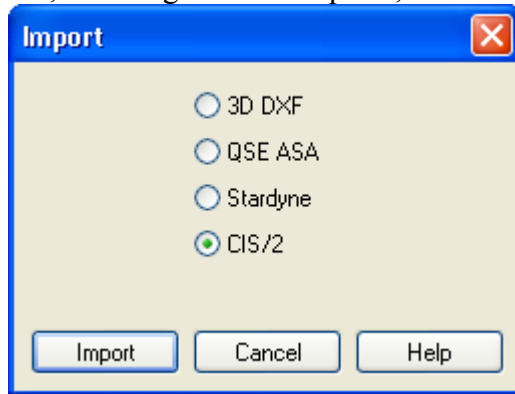 Import
3D DXF
QSE ASA
Stardyne
CIS/2
Import Cancel Help